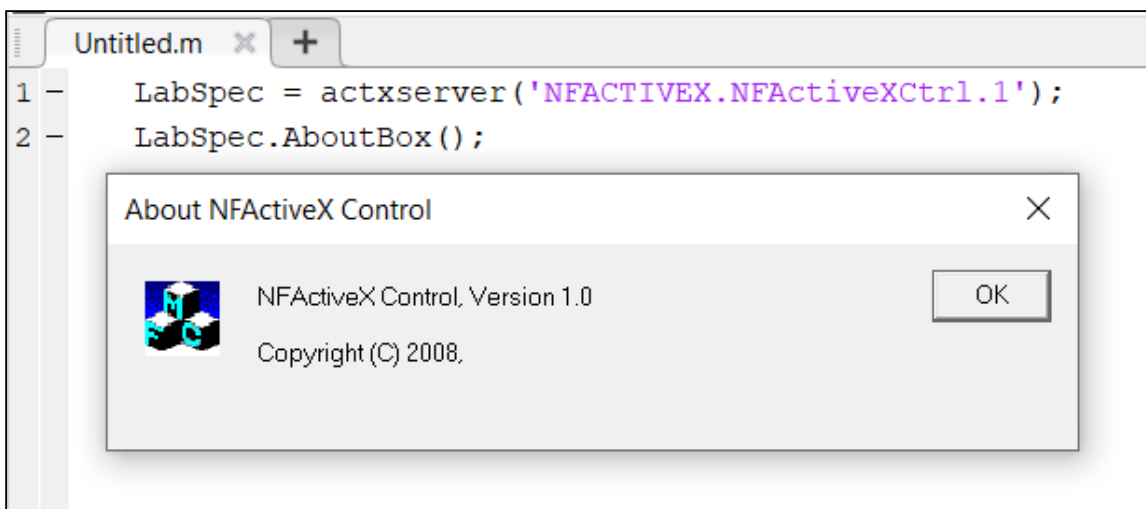 Untitled.m
1 LabSpec = actxserver('NFACTIVEX.NFActiveXCtrl.1');
2 LabSpec.AboutBox();
About NFActiveX Control
MFC
NFActiveX Control, Version 1.0
OK
Copyright (C) 2008,